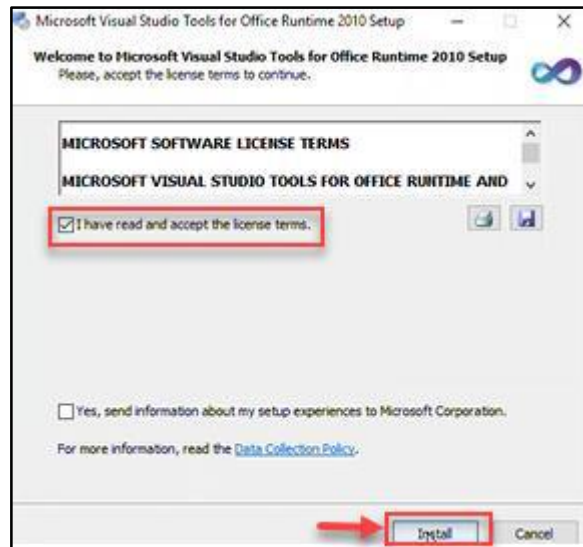 Microsoft Visual Studio Tools for Office Runtime 2010 Setup
Welcome to Microsoft Visual Studio Tools for Office Runtime 2010 Setup
Please, accept the license terms to continue.
MICROSOFT SOFTWARE LICENSE TERMS
MICROSOFT VISUAL STUDIO TOOLS FOR OFFICE RUNTIME AND
I have read and accept the license terms.
Yes, send information about my setup experiences to Microsoft Corporation.
For more information, read the Data Collection Policy.
Install Cancel